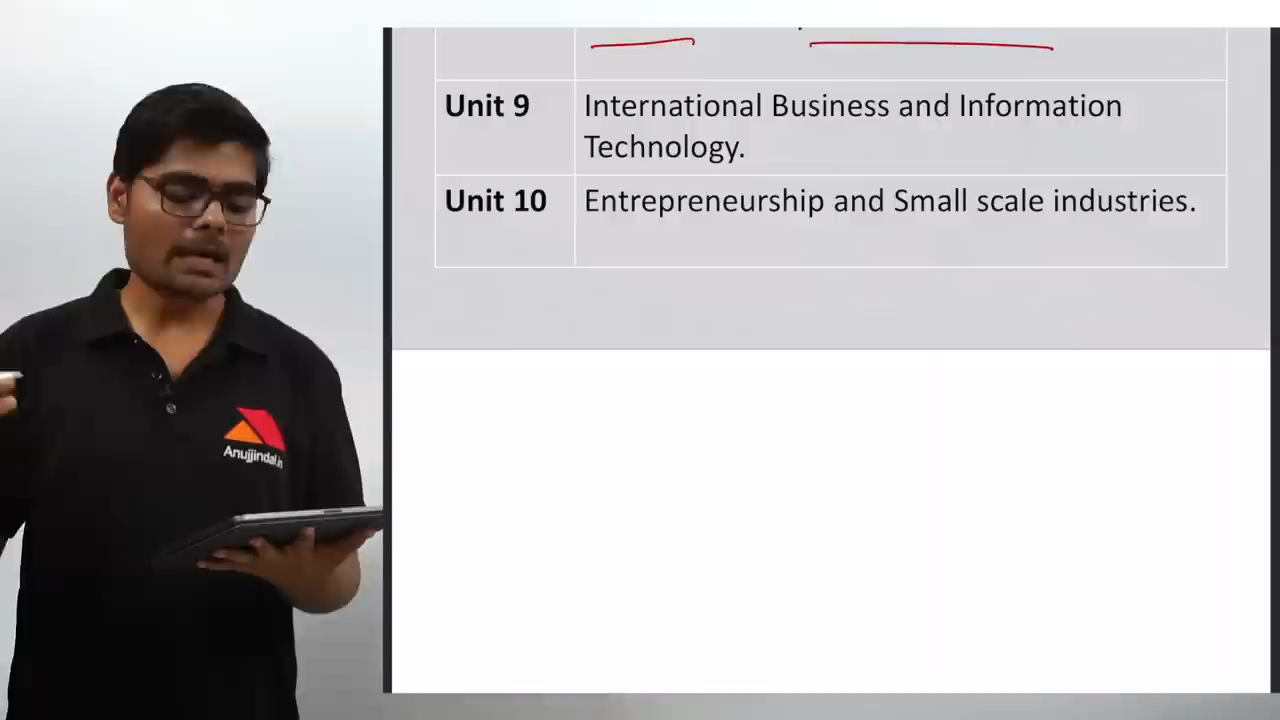 Unit 9
International Business and Information
Technology.
Unit 10
Entrepreneurship and Small scale industries.
Anujjindal.in